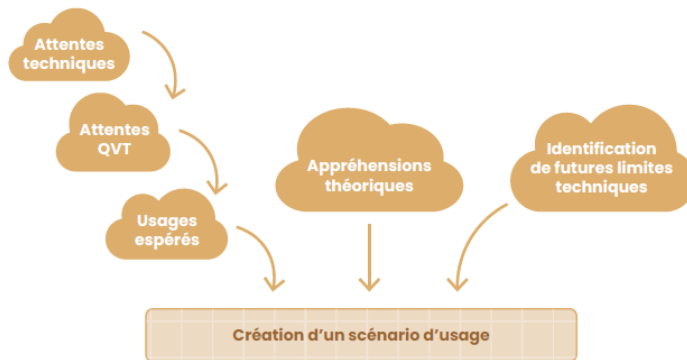 Attentes
techniques
Attentes
QVT
Usages
espérés
Appréhensions
théoriques
Identification
de futures limites
techniques
Création d'un scénario d'usage